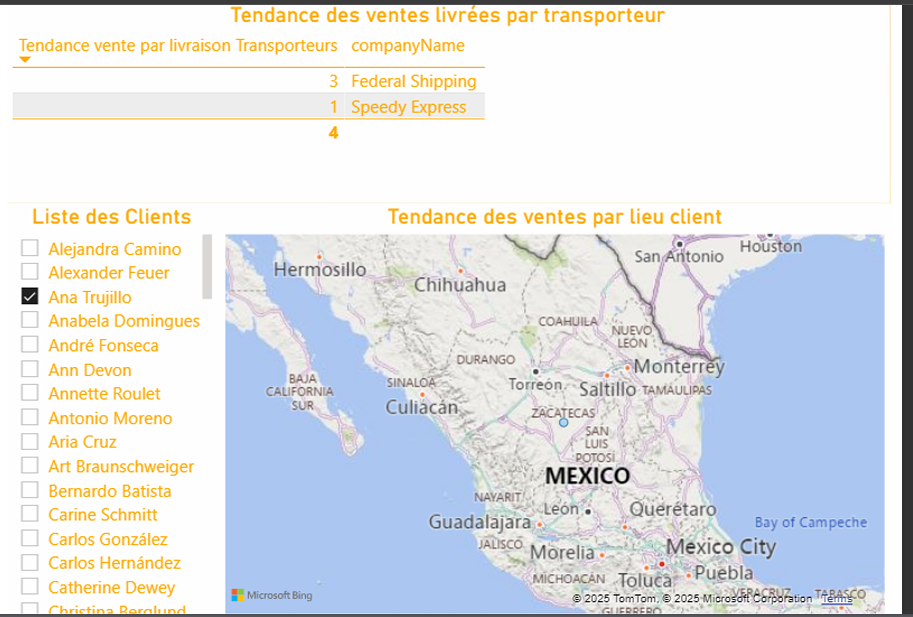 Tendance des ventes livrées par transporteur
Tendance vente par livraison Transporteurs companyName
3 Federal Shipping
1 Speedy Express
4
Liste des Clients
Alejandra Camino
Alexander Feuer
Ana Trujillo
Anabela Domingues
André Fonseca
Ann Devon
Annette Roulet
Antonio Moreno
Aria Cruz
Art Braunschweiger
Bernardo Batista
Carine Schmitt
Carlos González
Carlos Hernández
Catherine Dewey
Christina Berglund
Tendance des ventes par lieu client
Houston
San Antonio
Hermosillo
Chihuahua
COAHUILA
NUEVO
LEÓN
DURANGO
Monterrey
BAJA
CALIFORNIA
SUR
SINALOA
Torreón
Saltillo
TAMAULIPAS
Culiacán
ZACATECAS
SAN
LUIS
POTOSÍ
MEXICO
NAYARIT
León
Querétaro
Guadalajara
Bay of Campeche
JALISCO
Morelia
Mexico City
MICHOACÁN
Toluca
Puebla
VERACRUZ
TABASCO
GUERRERO
Microsoft Bing
© 2025 TomTom, © 2025 Microsoft Corporation Terms